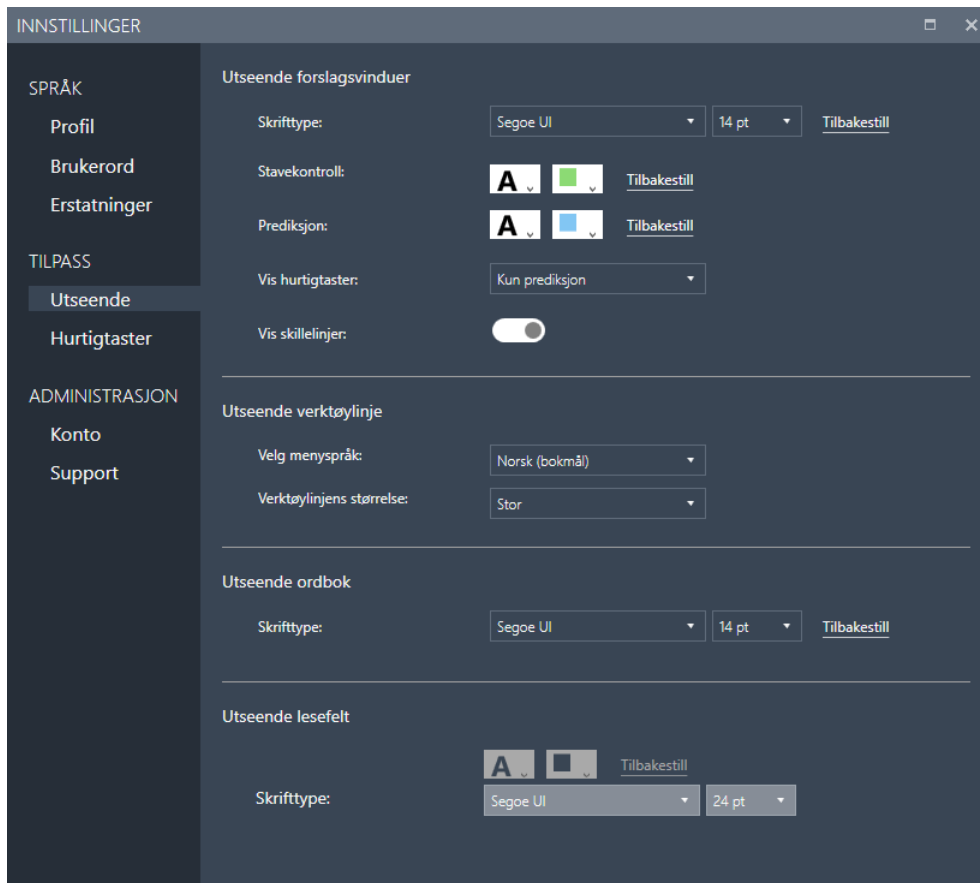 INNSTILLINGER
SPRÅK
Profil
Brukerord
Erstatninger
TILPASS
Utseende
Hurtigtaster
ADMINISTRASJON
Konto
Support
Utseende forslagsvinduer
Skrifttype: Segoe UI 14 pt Tilbakestill
Stavekontroll: A Tilbakestill
Prediksjon: A Tilbakestill
Vis hurtigtaster: Kun prediksjon
Vis skillelinjer:
Utseende verktøylinje
Velg menyspråk: Norsk (bokmål)
Verktøylinjens størrelse: Stor
Utseende ordbok
Skrifttype: Segoe UI 14 pt Tilbakestill
Utseende lesefelt
A Tilbakestill
Skrifttype: Segoe UI 24 pt